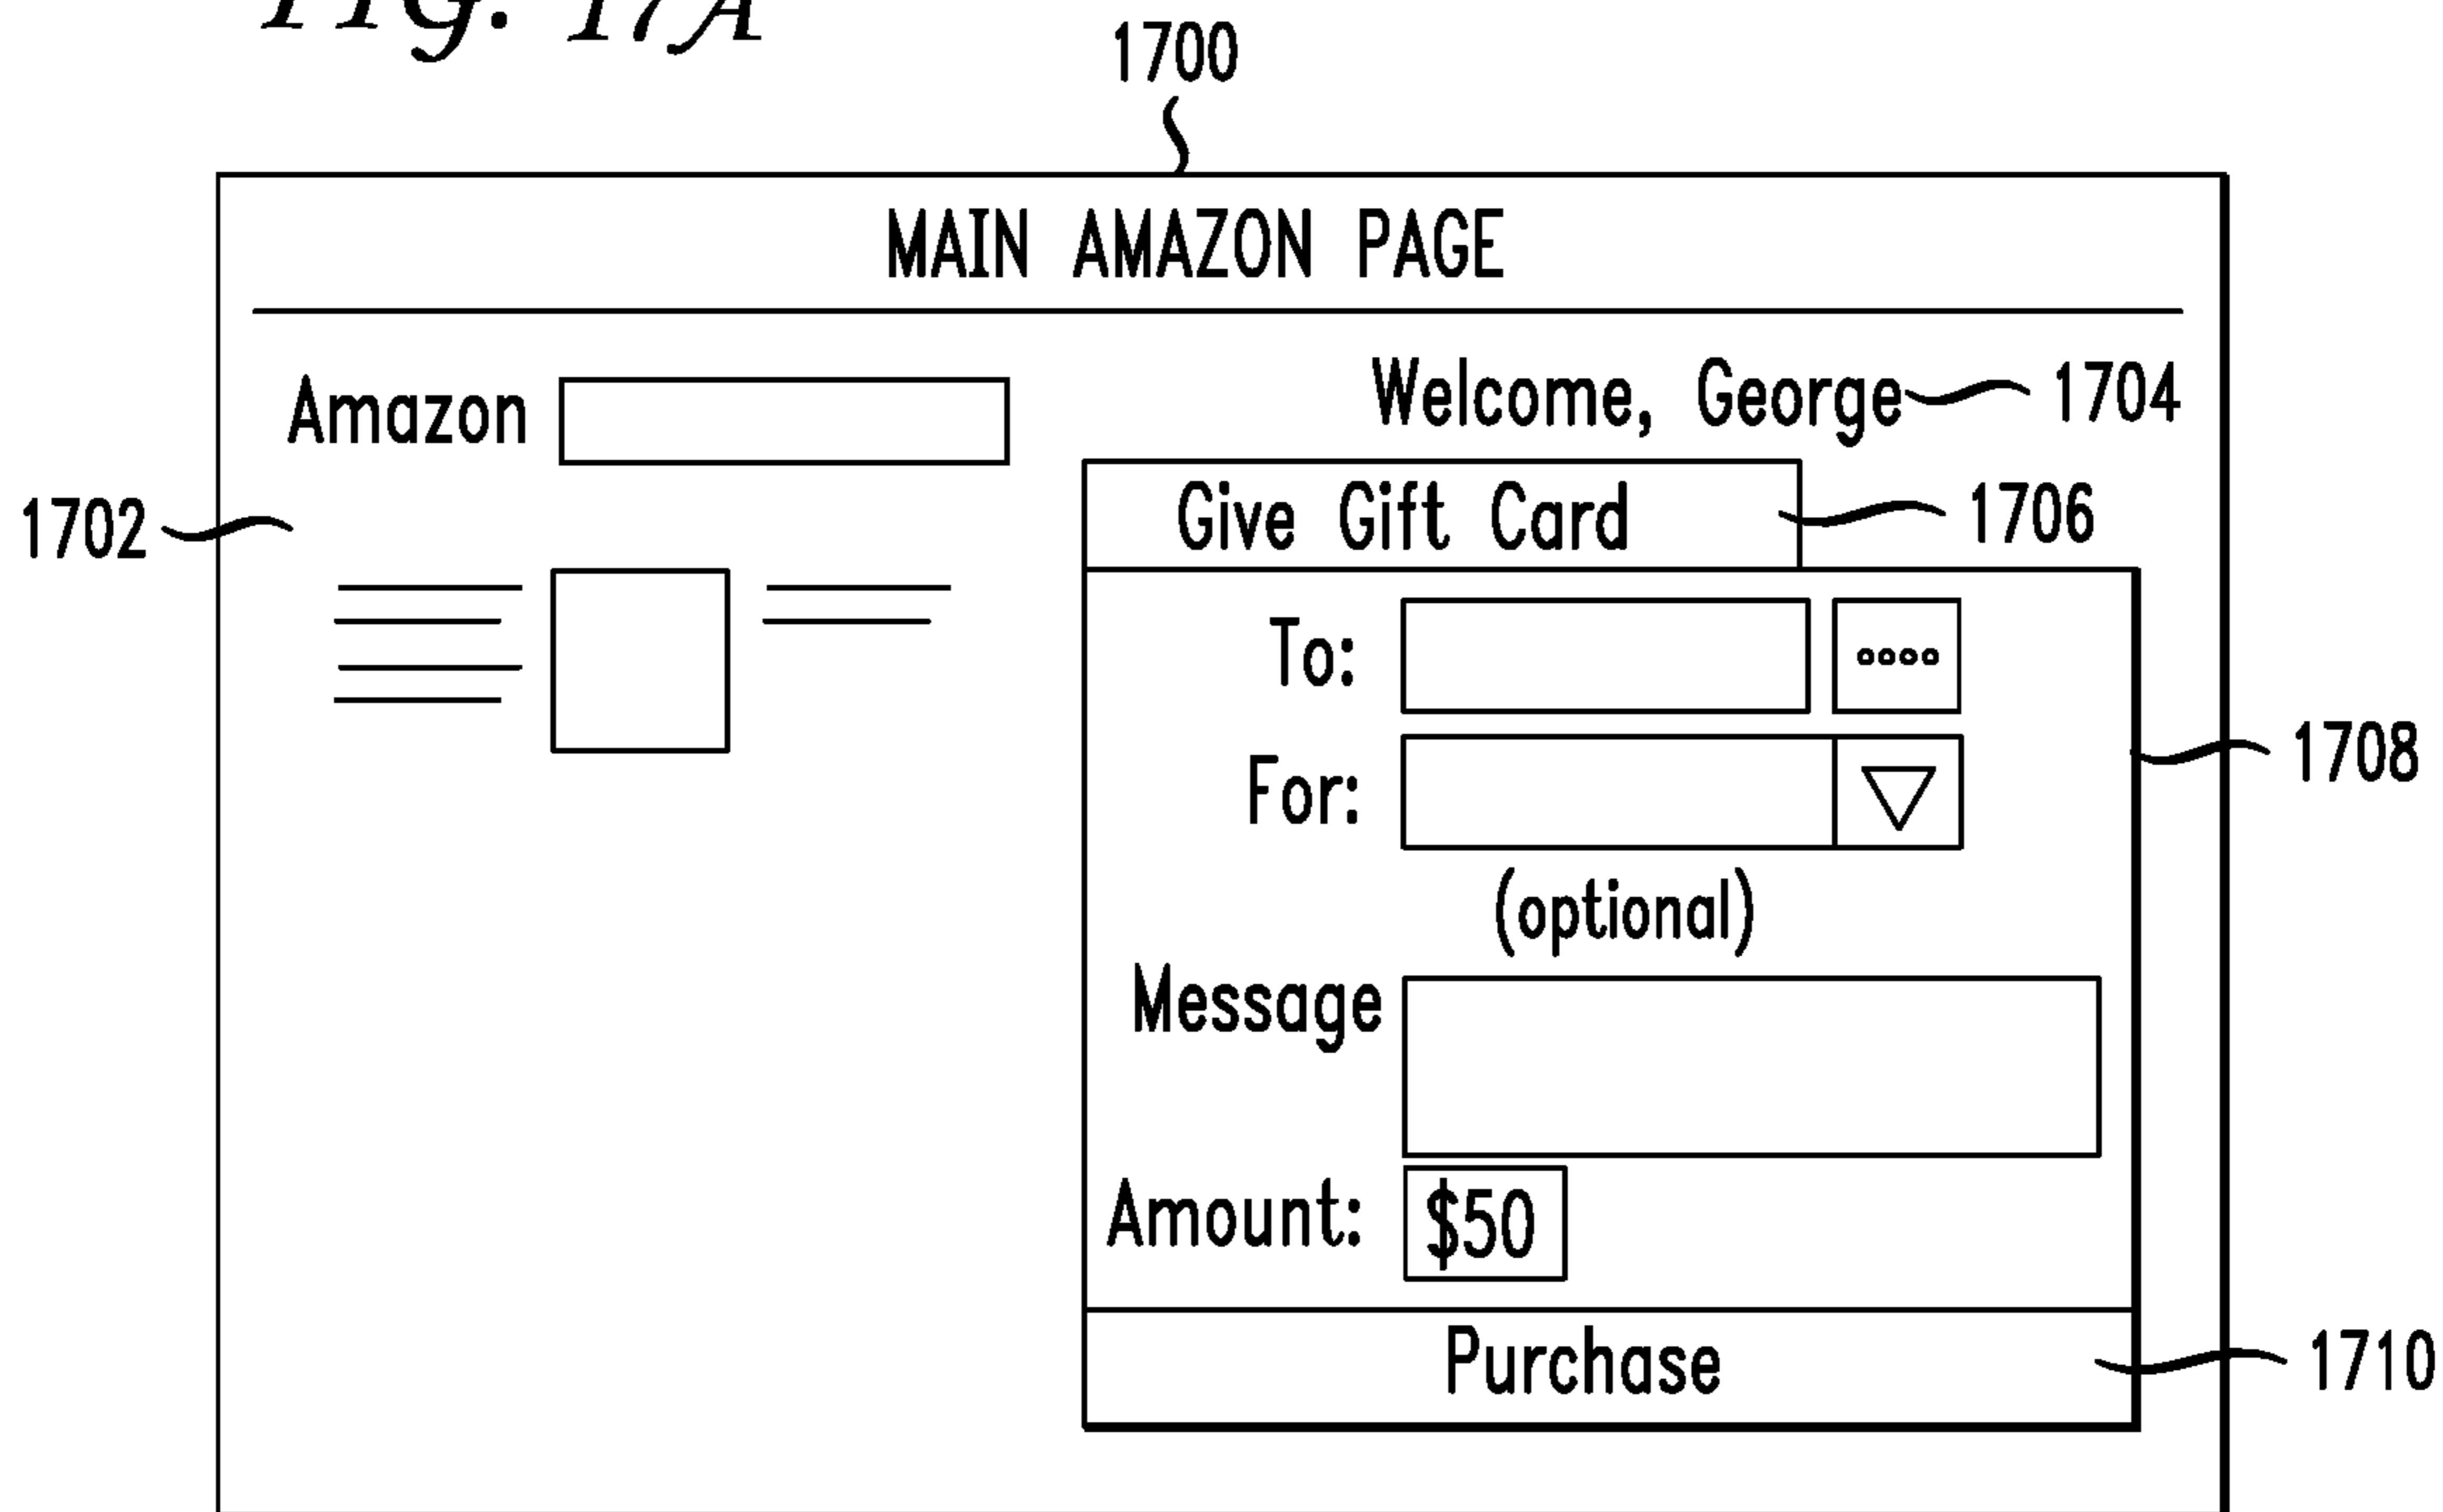 FIG. 17A
1700
MAIN AMAZON PAGE
Amazon
Welcome, George 1704
1702
Give Gift Card 1706
To:
For:
1708
(optional)
Message
Amount: $50
Purchase 1710